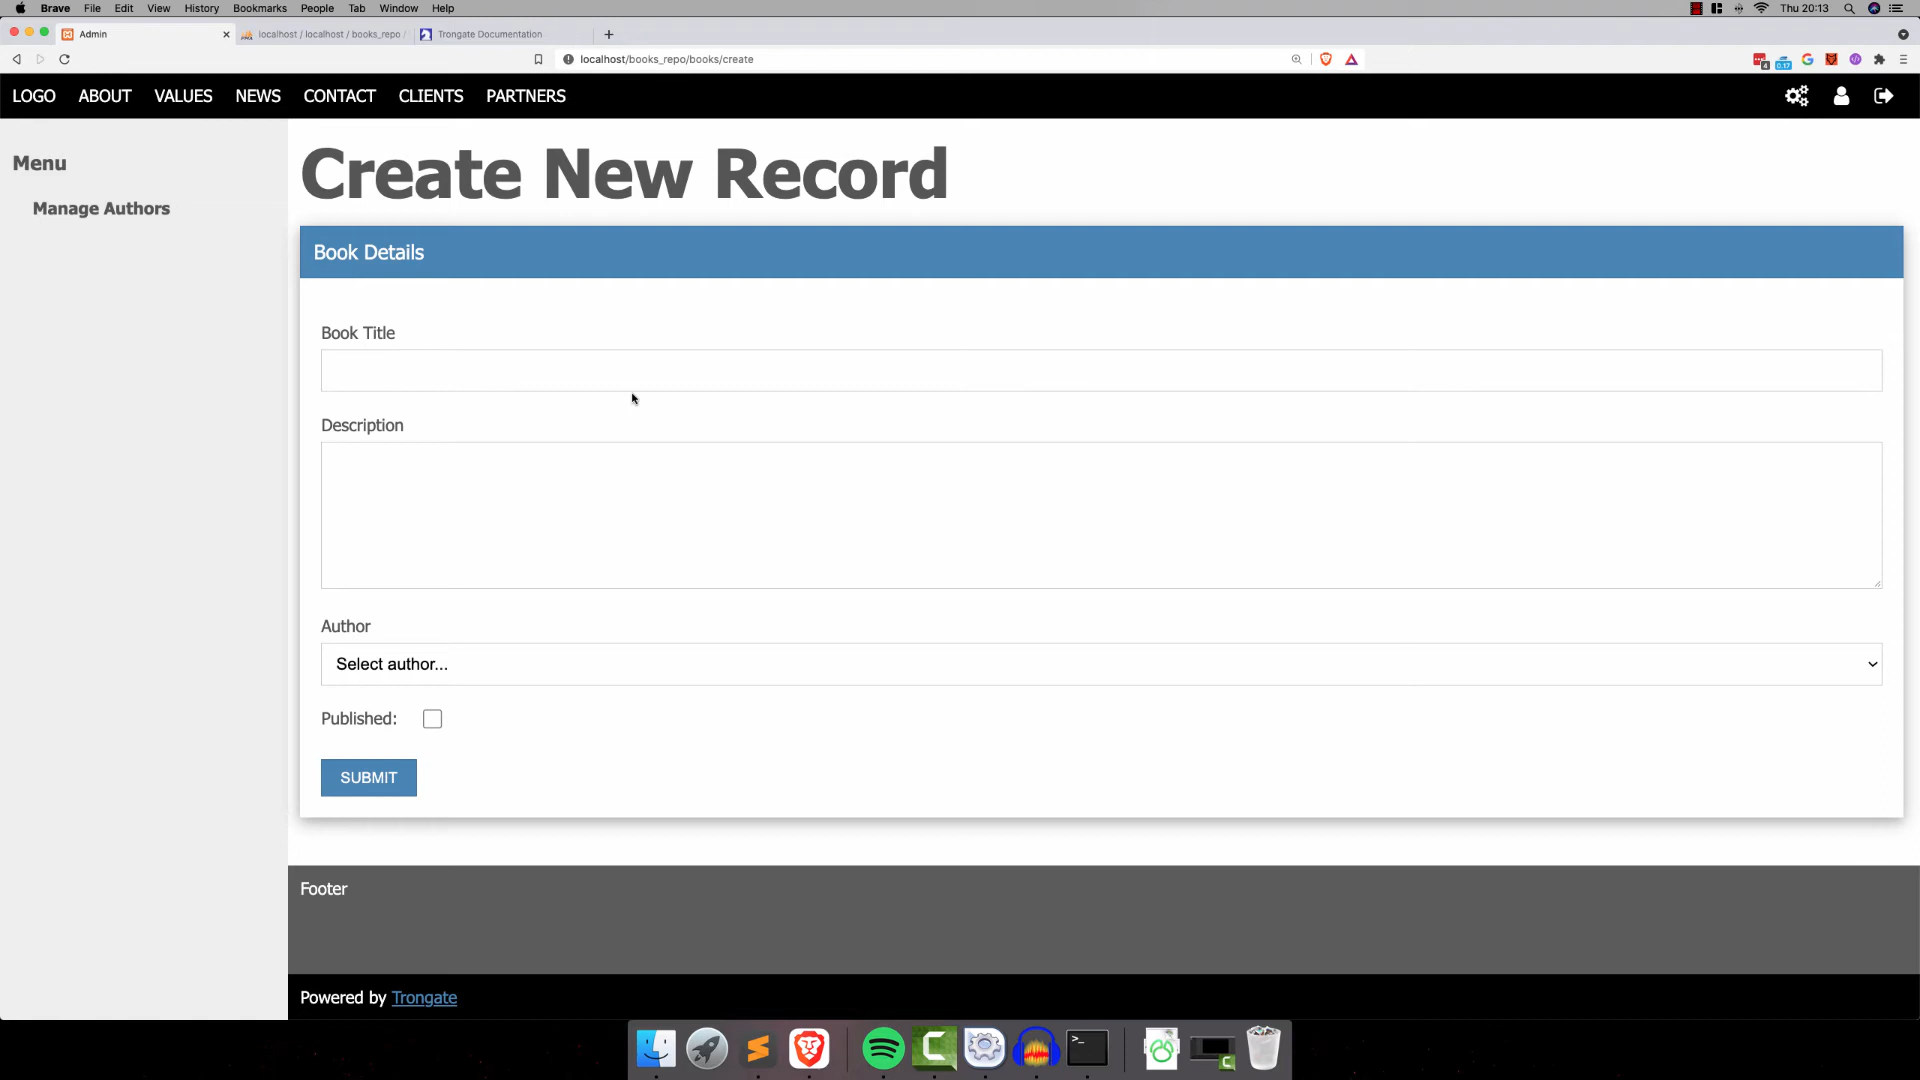 Brave File Edit View History Bookmarks People Tab Window Help Thu 20:13
Admin localhost / localhost / books_repo / Trongate Documentation
localhost/books_repo/books/create
LOGO ABOUT VALUES NEWS CONTACT CLIENTS PARTNERS
Menu
Manage Authors
Create New Record
Book Details
Book Title
Description
Author
Select author...
Published:
SUBMIT
Footer
Powered by Trongate